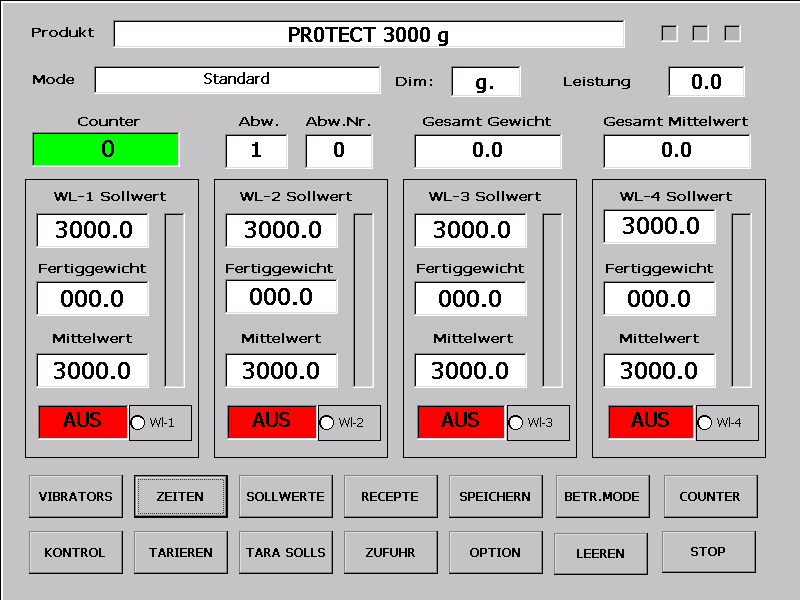 Produkt PR0TECT 3000 g
Mode Standard Dim: g. Leistung 0.0
Counter Abw. Abw.Nr. Gesamt Gewicht Gesamt Mittelwert
0 1 0 0.0 0.0
WL-1 Sollwert WL-2 Sollwert WL-3 Sollwert WL-4 Sollwert
3000.0 3000.0 3000.0 3000.0
Fertiggewicht Fertiggewicht Fertiggewicht Fertiggewicht
000.0 000.0 000.0 000.0
Mittelwert Mittelwert Mittelwert Mittelwert
3000.0 3000.0 3000.0 3000.0
AUS Wl-1 AUS Wl-2 AUS Wl-3 AUS Wl-4
VIBRATORS ZEITEN SOLLWERTE RECEPTE SPEICHERN BETR.MODE COUNTER
KONTROL TARIEREN TARA SOLLS ZUFUHR OPTION LEEREN STOP